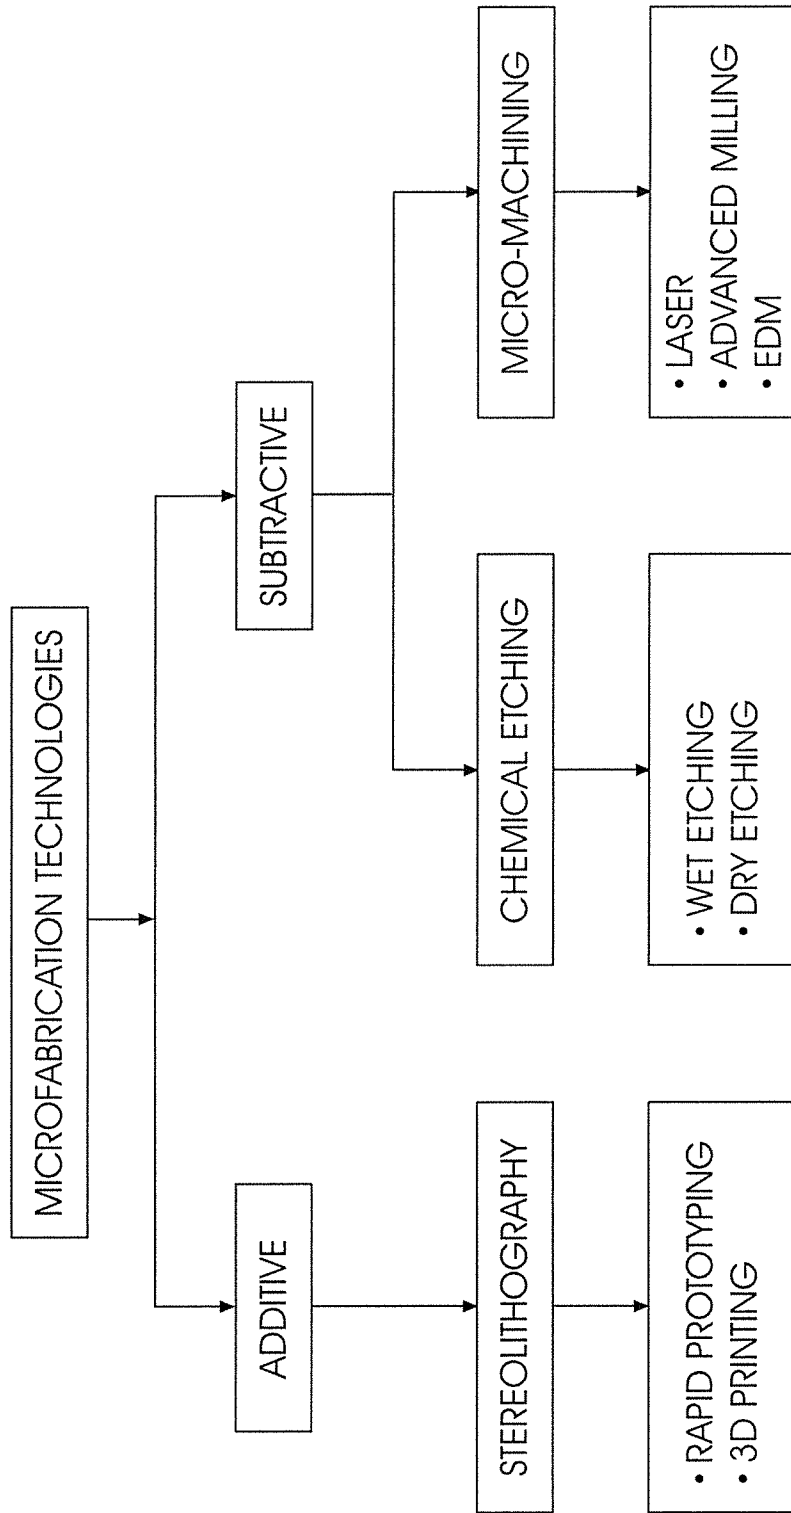 MICROFABRICATION TECHNOLOGIES
ADDITIVE
SUBTRACTIVE
STEREOLITHOGRAPHY
CHEMICAL ETCHING
MICRO-MACHINING
• RAPID PROTOTYPING
• 3D PRINTING
• WET ETCHING
• DRY ETCHING
• LASER
• ADVANCED MILLING
• EDM